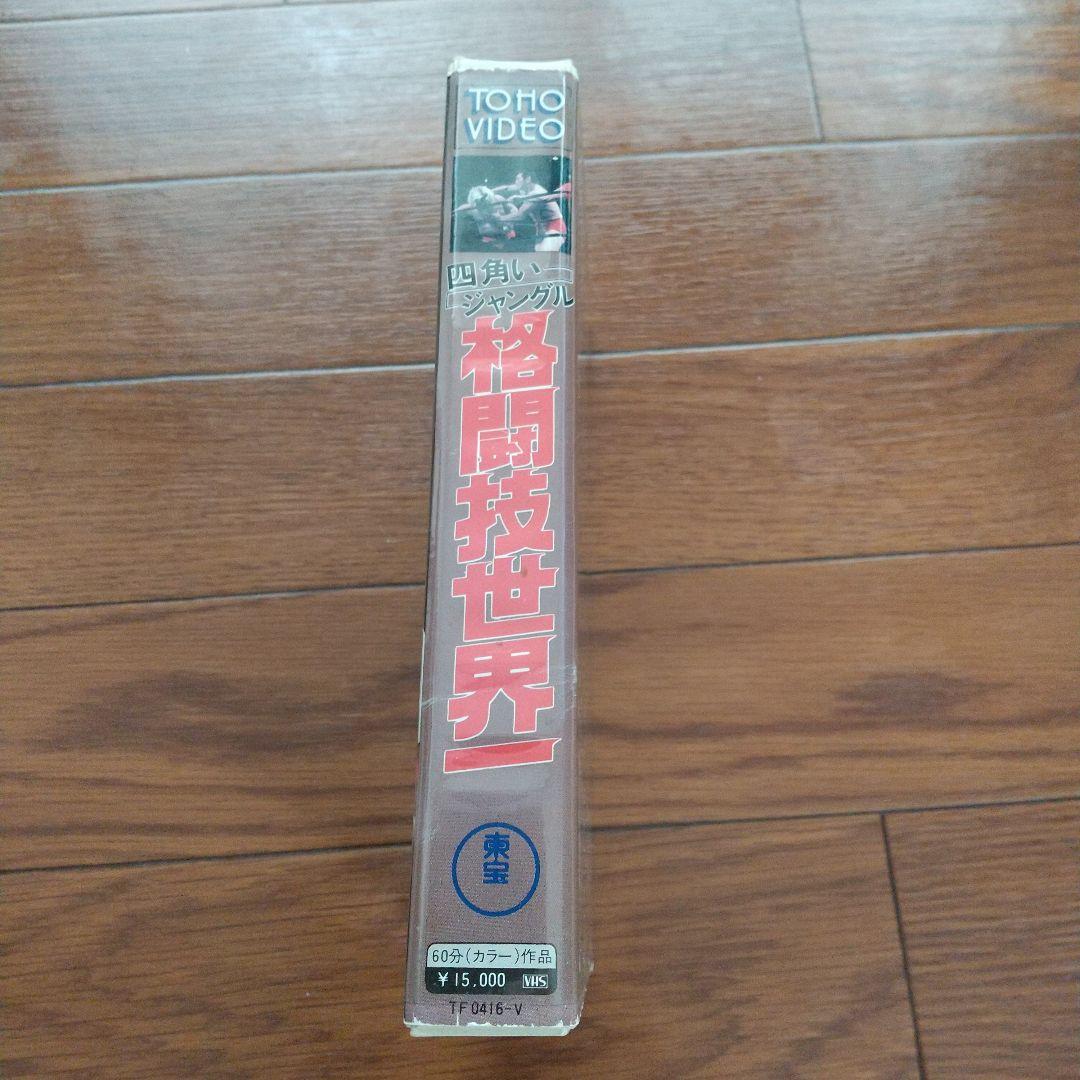 TOHO
VIDEO
四角い
ジャングル
格闘技世界一
東宝
60分(カラー)作品
¥15,000 VHS
TF0416-V